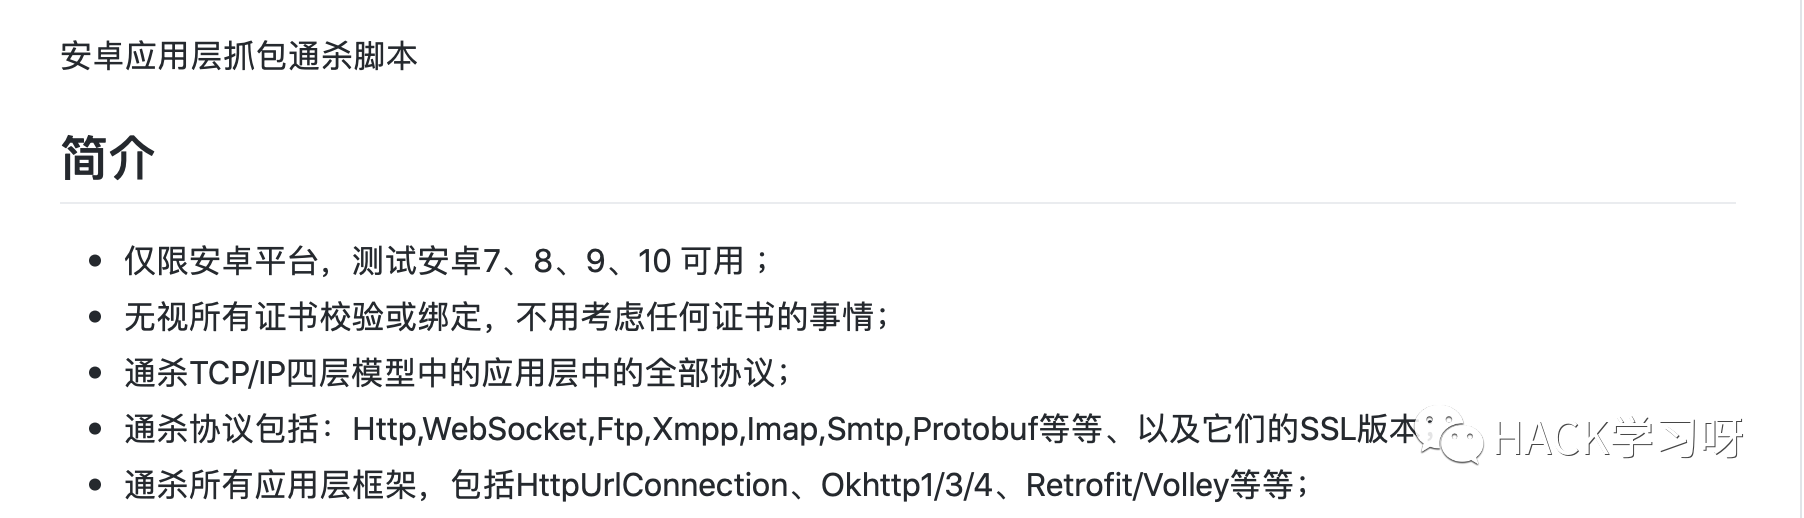 安卓应用层抓包通杀脚本
简介
• 仅限安卓平台，测试安卓7、8、9、10 可用 ；
• 无视所有证书校验或绑定，不用考虑任何证书的事情；
• 通杀TCP/IP四层模型中的应用层中的全部协议；
• 通杀协议包括：Http,WebSocket,Ftp,Xmpp,Imap,Smtp,Protobuf等等、以及它们的SSL版本；
HACK学习呀
• 通杀所有应用层框架，包括HttpUrlConnection、Okhttp1/3/4、Retrofit/Volley等等；